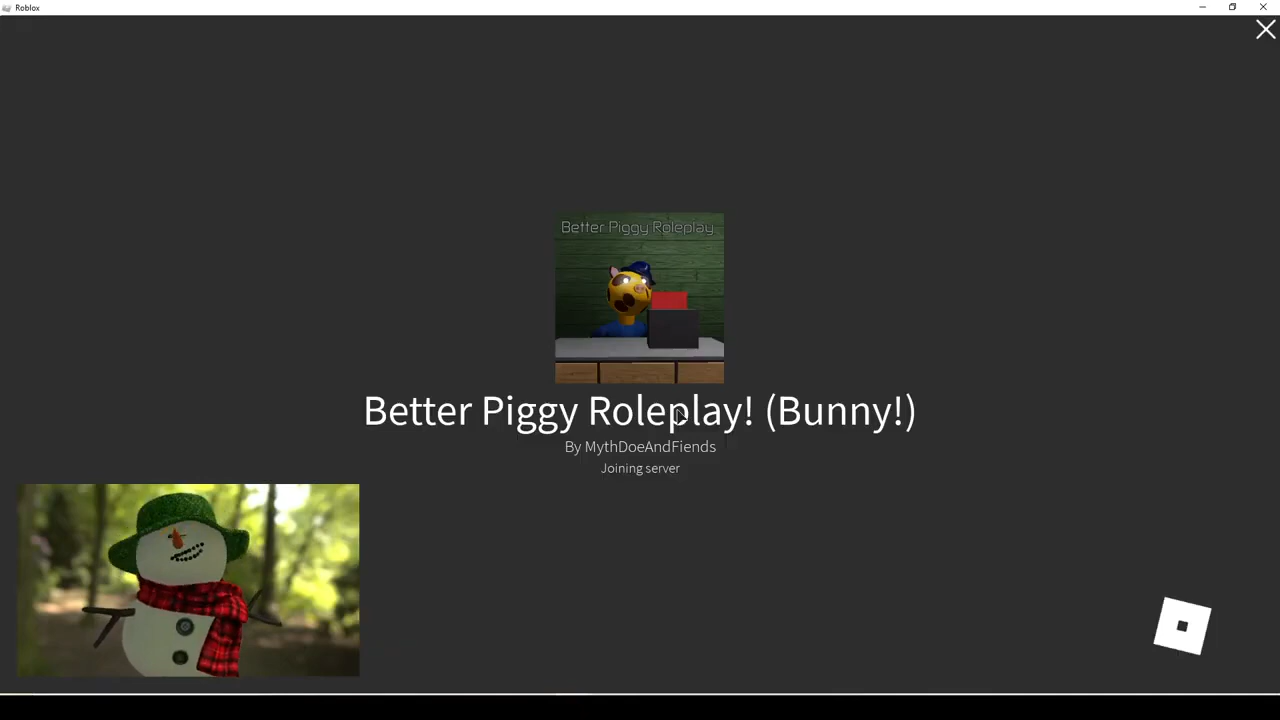 Roblox
Better Piggy Roleplay
Better Piggy Roleplay! (Bunny!)
By MythDoeAndFiends
Joining server